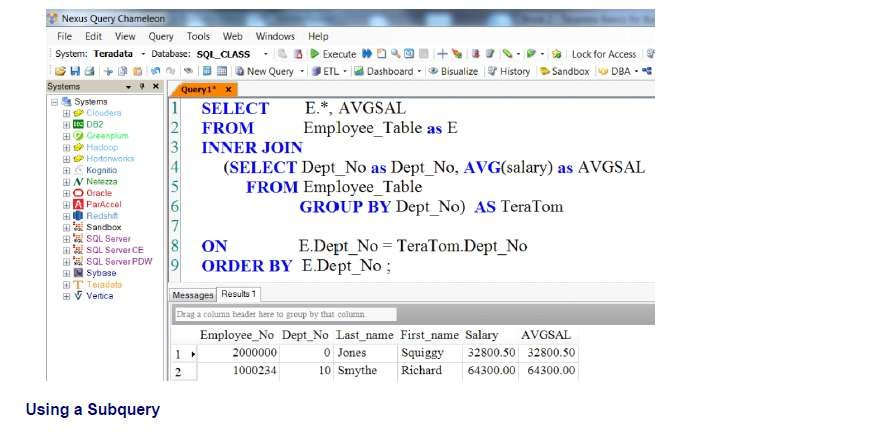 Nexus Query Chameleon
File Edit View Query Tools Web Windows Help
System: Teradata Database: SQL_CLASS Execute Lock for Access
New Query ETL Dashboard Bisualize History Sandbox DBA
Systems
Query1* x
Systems
Cloudera
DB2
Greenplum
Hadoop
Hortonworks
Kognitio
Netezza
Oracle
ParAccel
Redshift
Sandbox
SQL Server
SQL Server CE
SQL Server PDW
Sybase
Teradata
Vertica
1 SELECT E.*, AVGSAL
2 FROM Employee_Table as E
3 INNER JOIN
4 (SELECT Dept_No as Dept_No, AVG(salary) as AVGSAL
5 FROM Employee_Table
6 GROUP BY Dept_No) AS TeraTom
7
8 ON E.Dept_No = TeraTom.Dept_No
9 ORDER BY E.Dept_No ;
Messages Results 1
Drag a column header here to group by that column
Employee_No Dept_No Last_name First_name Salary AVGSAL
1 2000000 0 Jones Squiggy 32800.50 32800.50
2 1000234 10 Smythe Richard 64300.00 64300.00
Using a Subquery